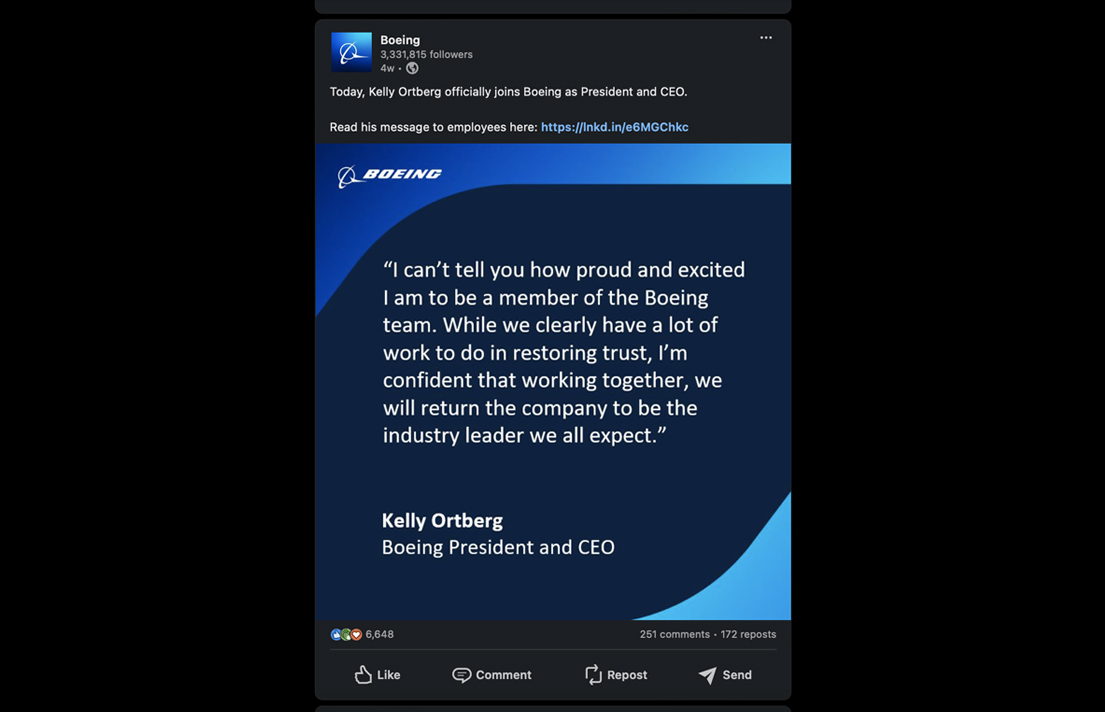 Boeing
3,331,815 followers
4w •
Today, Kelly Ortberg officially joins Boeing as President and CEO.
Read his message to employees here: https://lnkd.in/e6MGChkc
BOEING
“I can’t tell you how proud and excited
I am to be a member of the Boeing
team. While we clearly have a lot of
work to do in restoring trust, I’m
confident that working together, we
will return the company to be the
industry leader we all expect.”
Kelly Ortberg
Boeing President and CEO
6,648
251 comments • 172 reposts
Like
Comment
Repost
Send